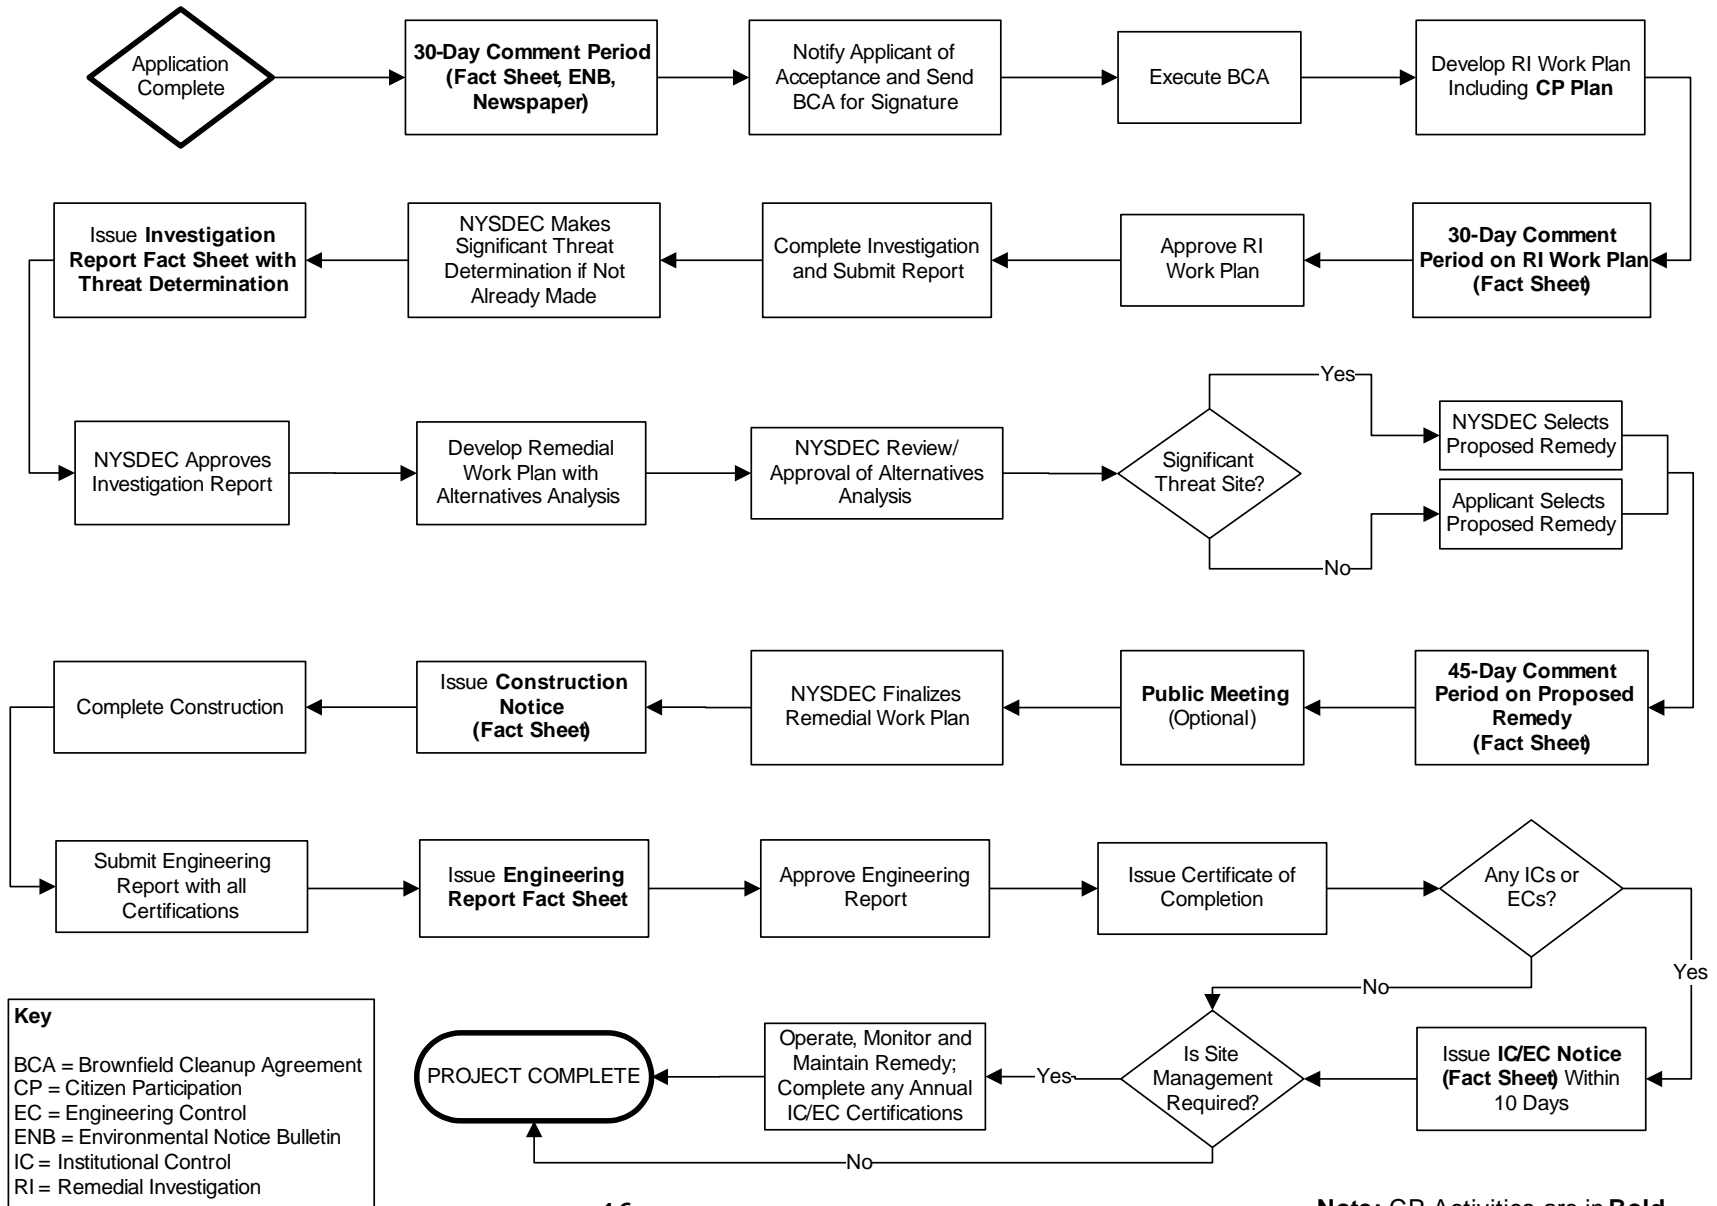 Application
Complete
30-Day Comment Period
(Fact Sheet, ENB,
Newspaper)
Notify Applicant of
Acceptance and Send
BCA for Signature
Execute BCA
Develop RI Work Plan
Including CP Plan
Issue Investigation
Report Fact Sheet with
Threat Determination
NYSDEC Makes
Significant Threat
Determination if Not
Already Made
Complete Investigation
and Submit Report
Approve RI
Work Plan
30-Day Comment
Period on RI Work Plan
(Fact Sheet)
NYSDEC Approves
Investigation Report
Develop Remedial
Work Plan with
Alternatives Analysis
NYSDEC Review/
Approval of Alternatives
Analysis
Significant
Threat Site?
Yes
No
NYSDEC Selects
Proposed Remedy
Applicant Selects
Proposed Remedy
Complete Construction
Issue Construction
Notice
(Fact Sheet)
NYSDEC Finalizes
Remedial Work Plan
Public Meeting
(Optional)
45-Day Comment
Period on Proposed
Remedy
(Fact Sheet)
Submit Engineering
Report with all
Certifications
Issue Engineering
Report Fact Sheet
Approve Engineering
Report
Issue Certificate of
Completion
Any ICs or
ECs?
Yes
No
Key
BCA = Brownfield Cleanup Agreement
CP = Citizen Participation
EC = Engineering Control
ENB = Environmental Notice Bulletin
IC = Institutional Control
RI = Remedial Investigation
PROJECT COMPLETE
Operate, Monitor and
Maintain Remedy;
Complete any Annual
IC/EC Certifications
Yes
Is Site
Management
Required?
Issue IC/EC Notice
(Fact Sheet) Within
10 Days
No
16
Note: CP Activities are in Bold